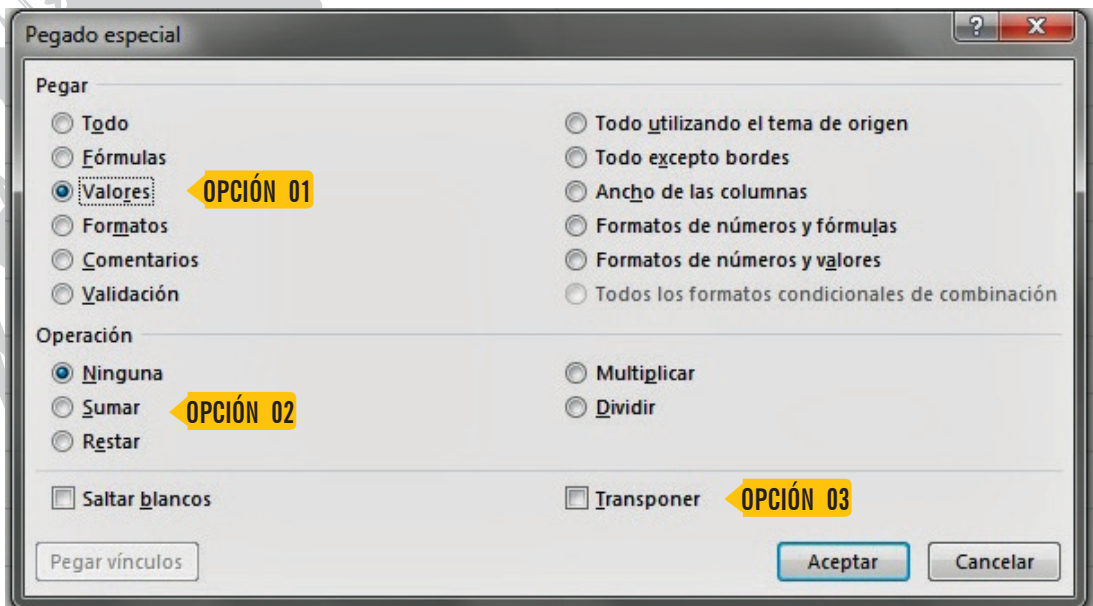 Pegado especial
?
X
Pegar
Todo
Todo utilizando el tema de origen
Fórmulas
Todo excepto bordes
Valores
OPCIÓN 01
Ancho de las columnas
Formatos
Formatos de números y fórmulas
Comentarios
Formatos de números y valores
Validación
Todos los formatos condicionales de combinación
Operación
Ninguna
Multiplicar
Sumar
OPCIÓN 02
Dividir
Restar
Saltar blancos
Transponer
OPCIÓN 03
Pegar vínculos
Aceptar
Cancelar